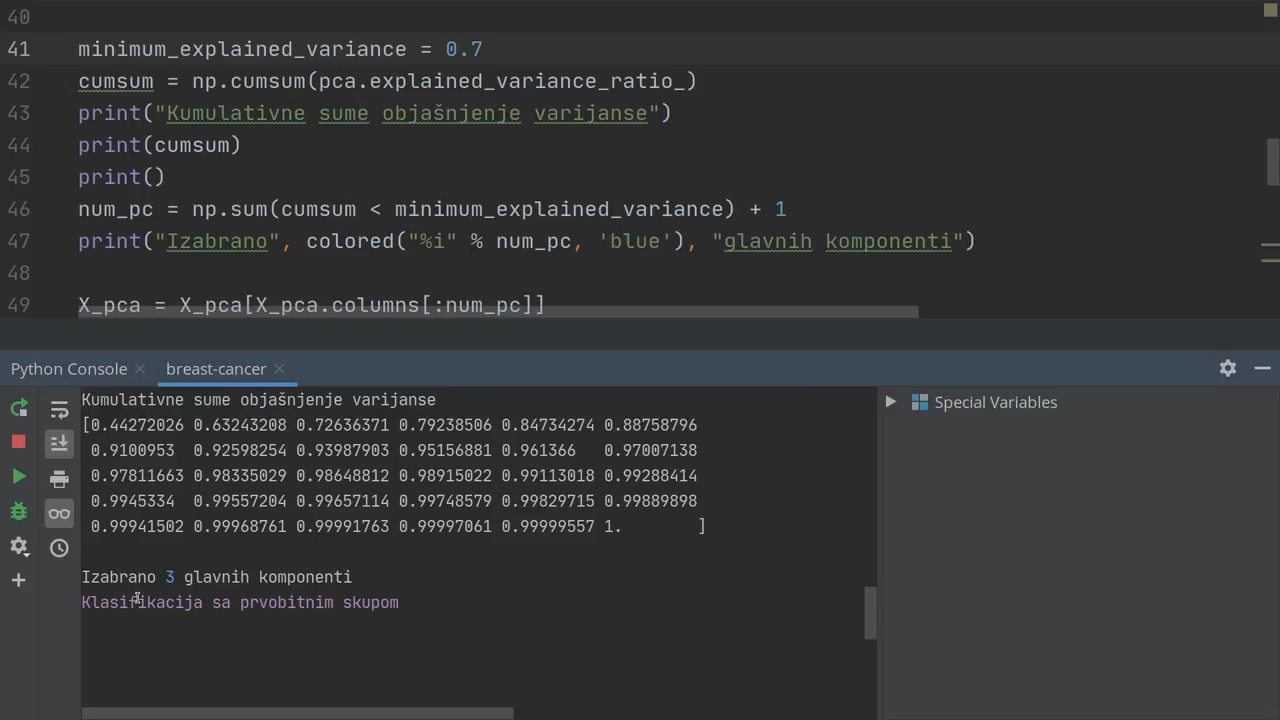 40
41 minimum_explained_variance = 0.7
42 cumsum = np.cumsum(pca.explained_variance_ratio_)
43 print("Kumulativne sume objašnjenje varijanse")
44 print(cumsum)
45 print()
46 num_pc = np.sum(cumsum < minimum_explained_variance) + 1
47 print("Izabrano", colored("%i" % num_pc, 'blue'), "glavnih komponenti")
48
49 X_pca = X_pca[X_pca.columns[:num_pc]]
Python Console breast-cancer
Kumulativne sume objašnjenje varijanse
[0.44272026 0.63243208 0.72636371 0.79238506 0.84734274 0.88758796
0.9100953 0.92598254 0.93987903 0.95156881 0.961366 0.97007138
0.97811663 0.98335029 0.98648812 0.98915022 0.99113018 0.99288414
0.9945334 0.99557204 0.99657114 0.99748579 0.99829715 0.99889898
0.99941502 0.99968761 0.99991763 0.99997061 0.99999557 1. ]
Izabrano 3 glavnih komponenti
Klasifikacija sa prvobitnim skupom
Special Variables